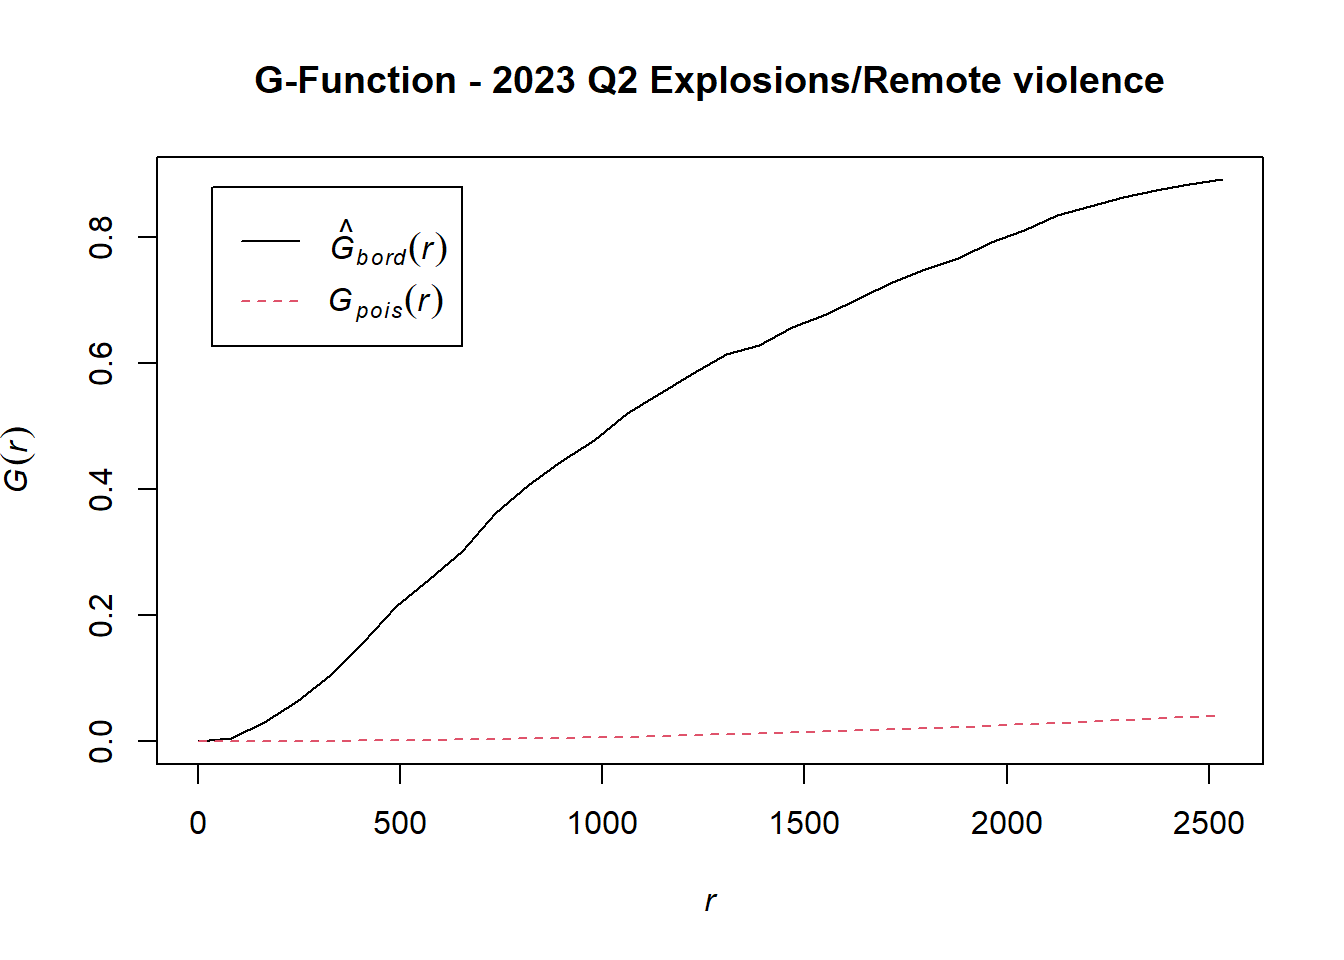 G-Function - 2023 Q2 Explosions/Remote violence
Ĝbord(r)
Gpois(r)
G(r)
0.8
0.6
0.4
0.2
0.0
0 500 1000 1500 2000 2500
r